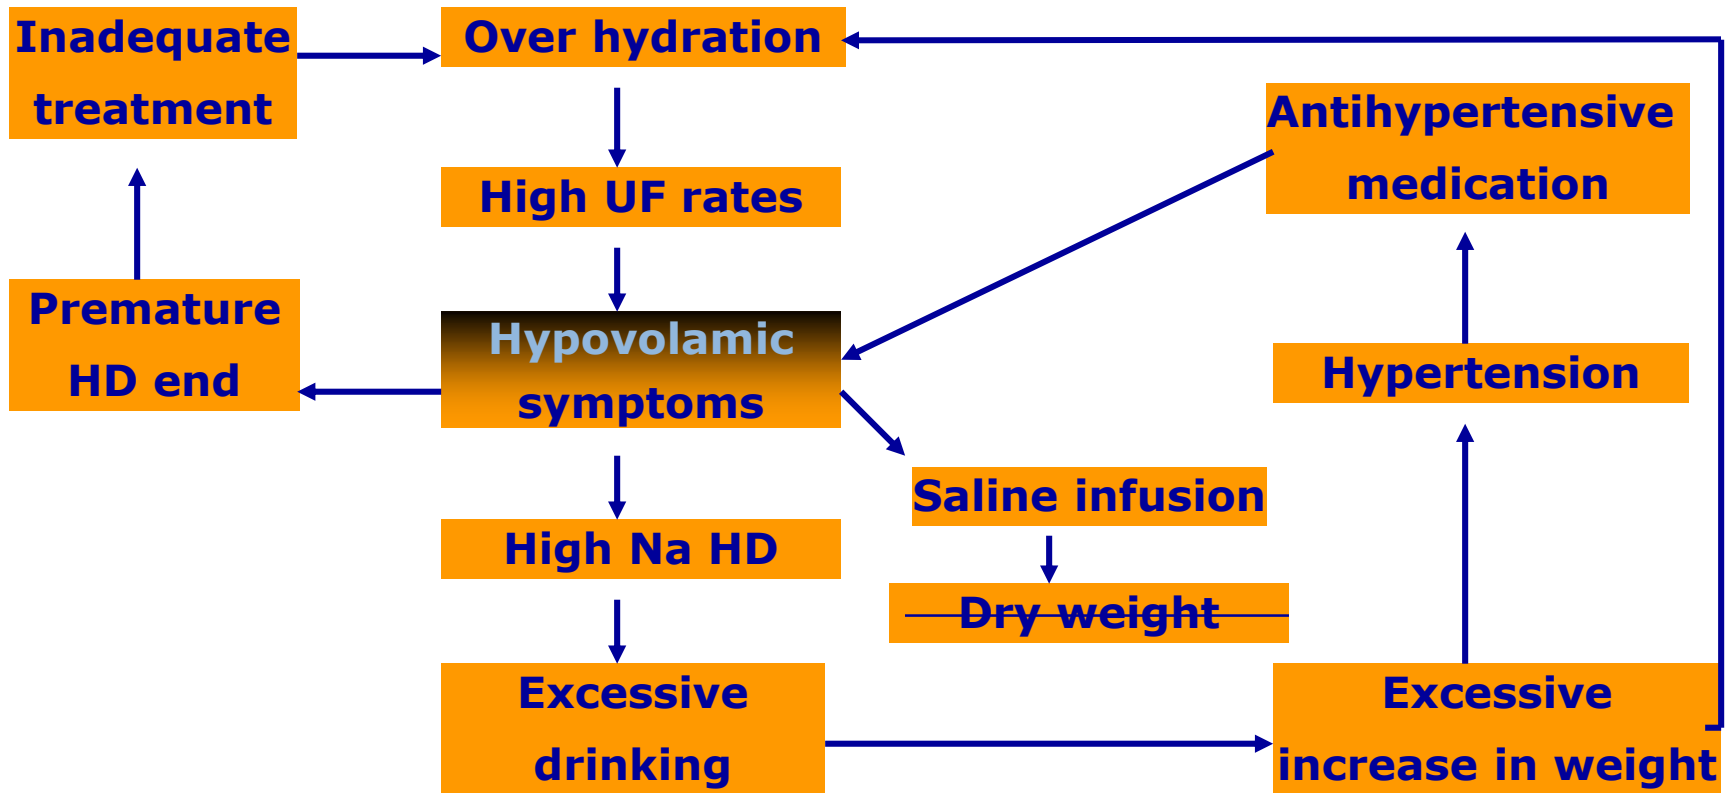 Inadequate
treatment
Over hydration
Antihypertensive
medication
High UF rates
Premature
HD end
Hypovolamic
symptoms
Hypertension
Saline infusion
High Na HD
Dry weight
Excessive
drinking
Excessive
increase in weight